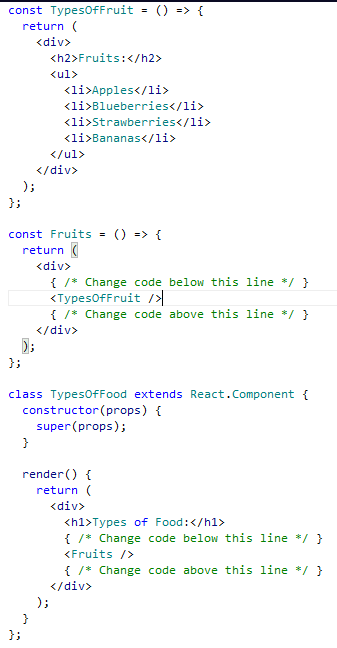 const TypesOfFruit = () => {
  return (
    <div>
      <h2>Fruits:</h2>
      <ul>
        <li>Apples</li>
        <li>Blueberries</li>
        <li>Strawberries</li>
        <li>Bananas</li>
      </ul>
    </div>
  );
};

const Fruits = () => {
  return (
    <div>
      { /* Change code below this line */ }
      <TypesOfFruit />
      { /* Change code above this line */ }
    </div>
  );
};

class TypesOfFood extends React.Component {
  constructor(props) {
    super(props);
  }

  render() {
    return (
      <div>
        <h1>Types of Food:</h1>
        { /* Change code below this line */ }
        <Fruits />
        { /* Change code above this line */ }
      </div>
    );
  }
};